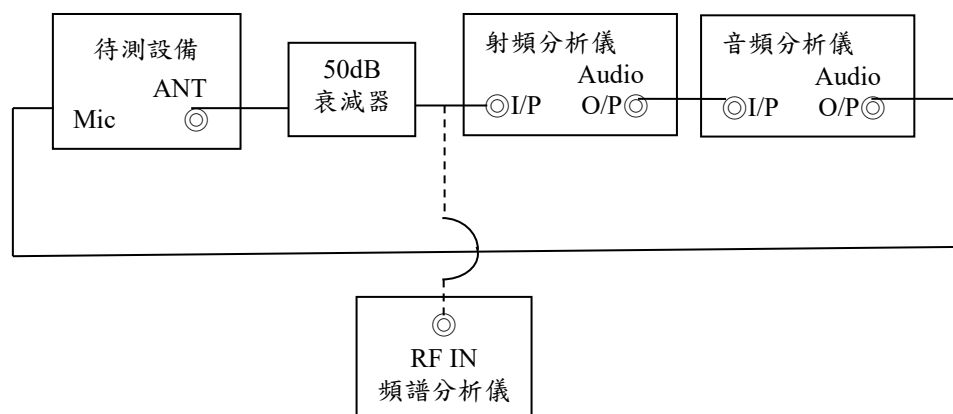 待測設備
ANT
Mic
50dB
衰減器
射頻分析儀
Audio
I/P O/P
音頻分析儀
Audio
I/P O/P
RF IN
頻譜分析儀